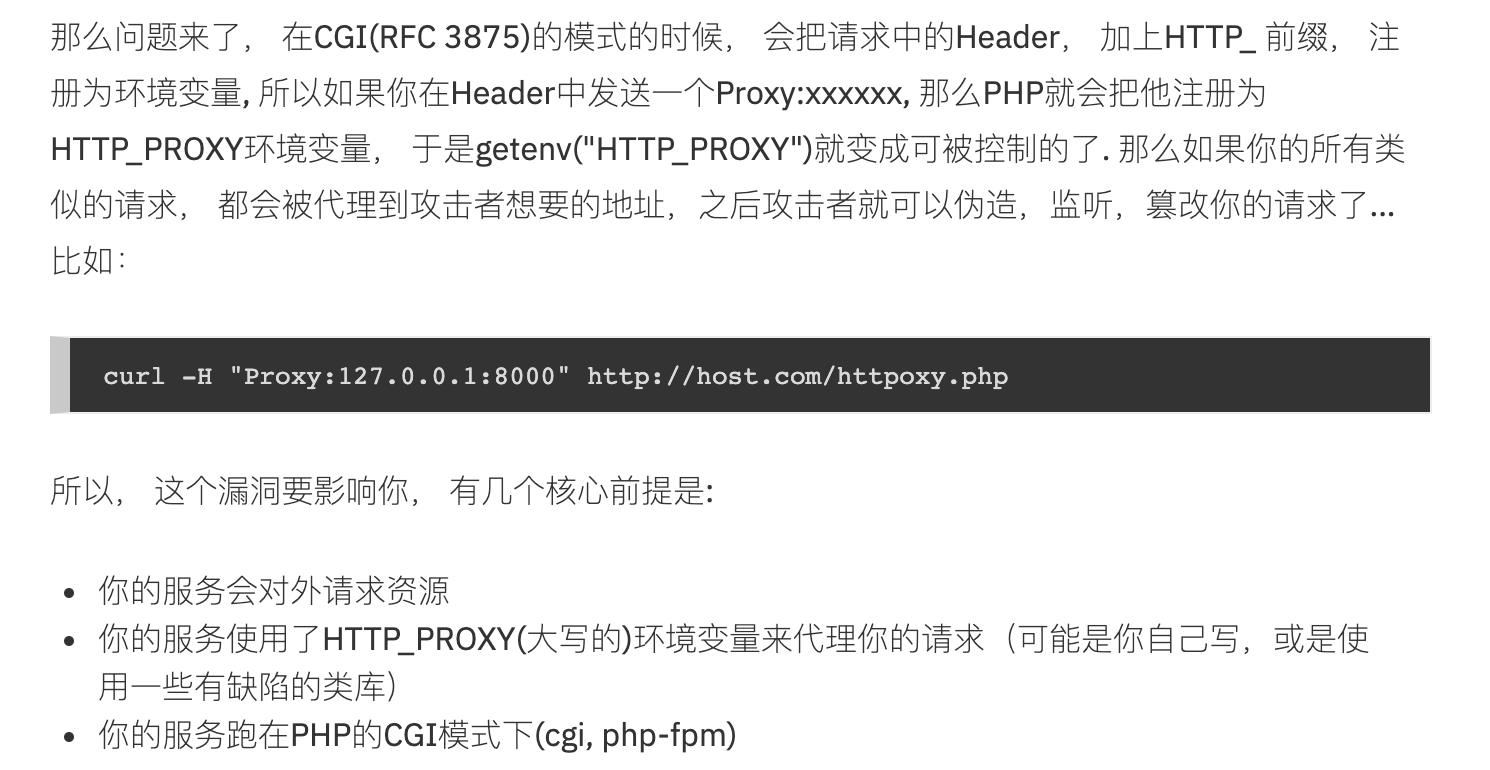 那么问题来了， 在CGI(RFC 3875)的模式的时候， 会把请求中的Header， 加上HTTP_ 前缀， 注
册为环境变量, 所以如果你在Header中发送一个Proxy:xxxxxx, 那么PHP就会把他注册为
HTTP_PROXY环境变量， 于是getenv("HTTP_PROXY")就变成可被控制的了. 那么如果你的所有类
似的请求， 都会被代理到攻击者想要的地址，之后攻击者就可以伪造，监听，篡改你的请求了...
比如：
curl -H "Proxy:127.0.0.1:8000" http://host.com/httpoxy.php
所以， 这个漏洞要影响你， 有几个核心前提是:
• 你的服务会对外请求资源
• 你的服务使用了HTTP_PROXY(大写的)环境变量来代理你的请求（可能是你自己写，或是使
用一些有缺陷的类库）
• 你的服务跑在PHP的CGI模式下(cgi, php-fpm)